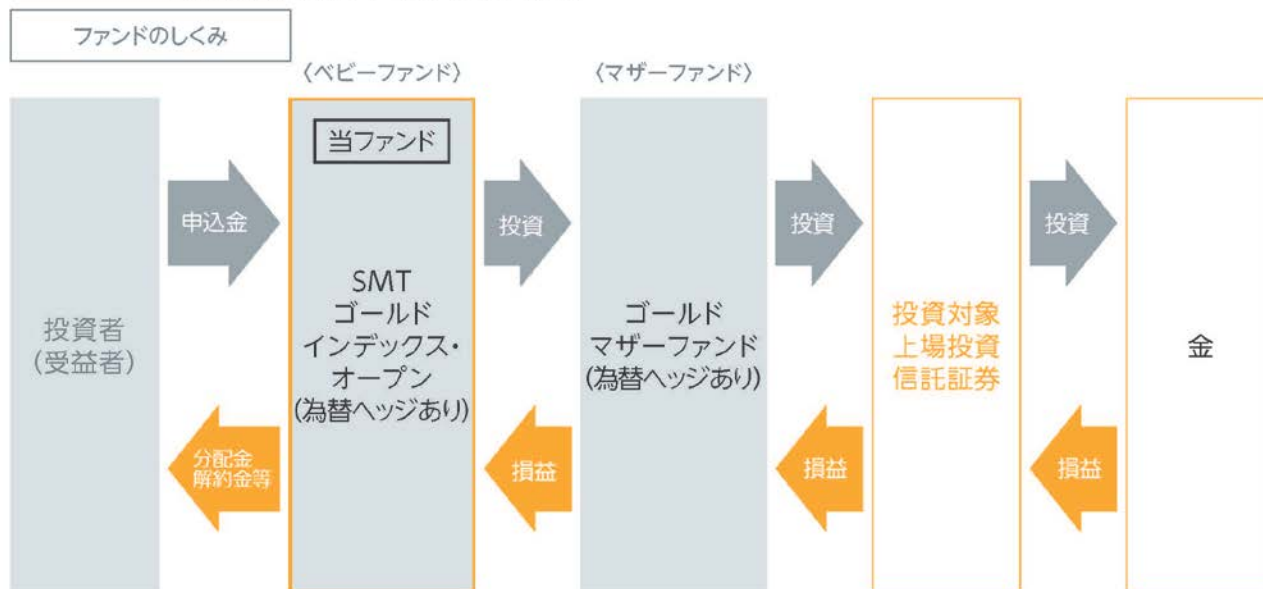 ファンドのしくみ
〈ベビーファンド〉
〈マザーファンド〉
投資者
(受益者)
申込金
分配金
解約金等
当ファンド
SMT
ゴールド
インデックス・
オープン
(為替ヘッジあり)
投資
損益
ゴールド
マザーファンド
(為替ヘッジあり)
投資
損益
投資対象
上場投資
信託証券
投資
損益
金